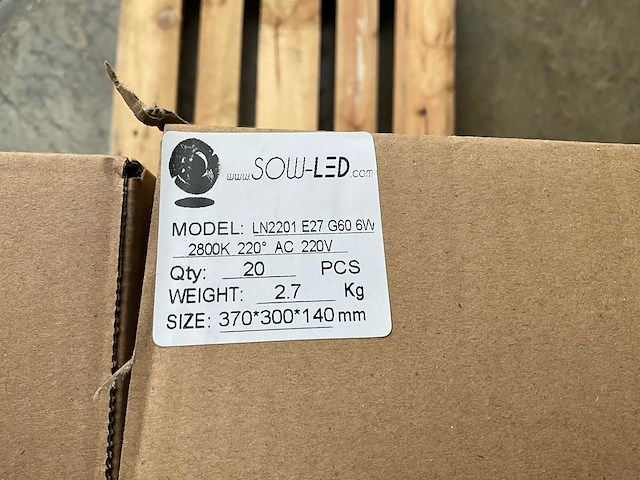 www.SOW-LED.com
MODEL: LN2201 E27 G60 6W
2800K 220° AC 220V
Qty: 20 PCS
WEIGHT: 2.7 Kg
SIZE: 370*300*140 mm